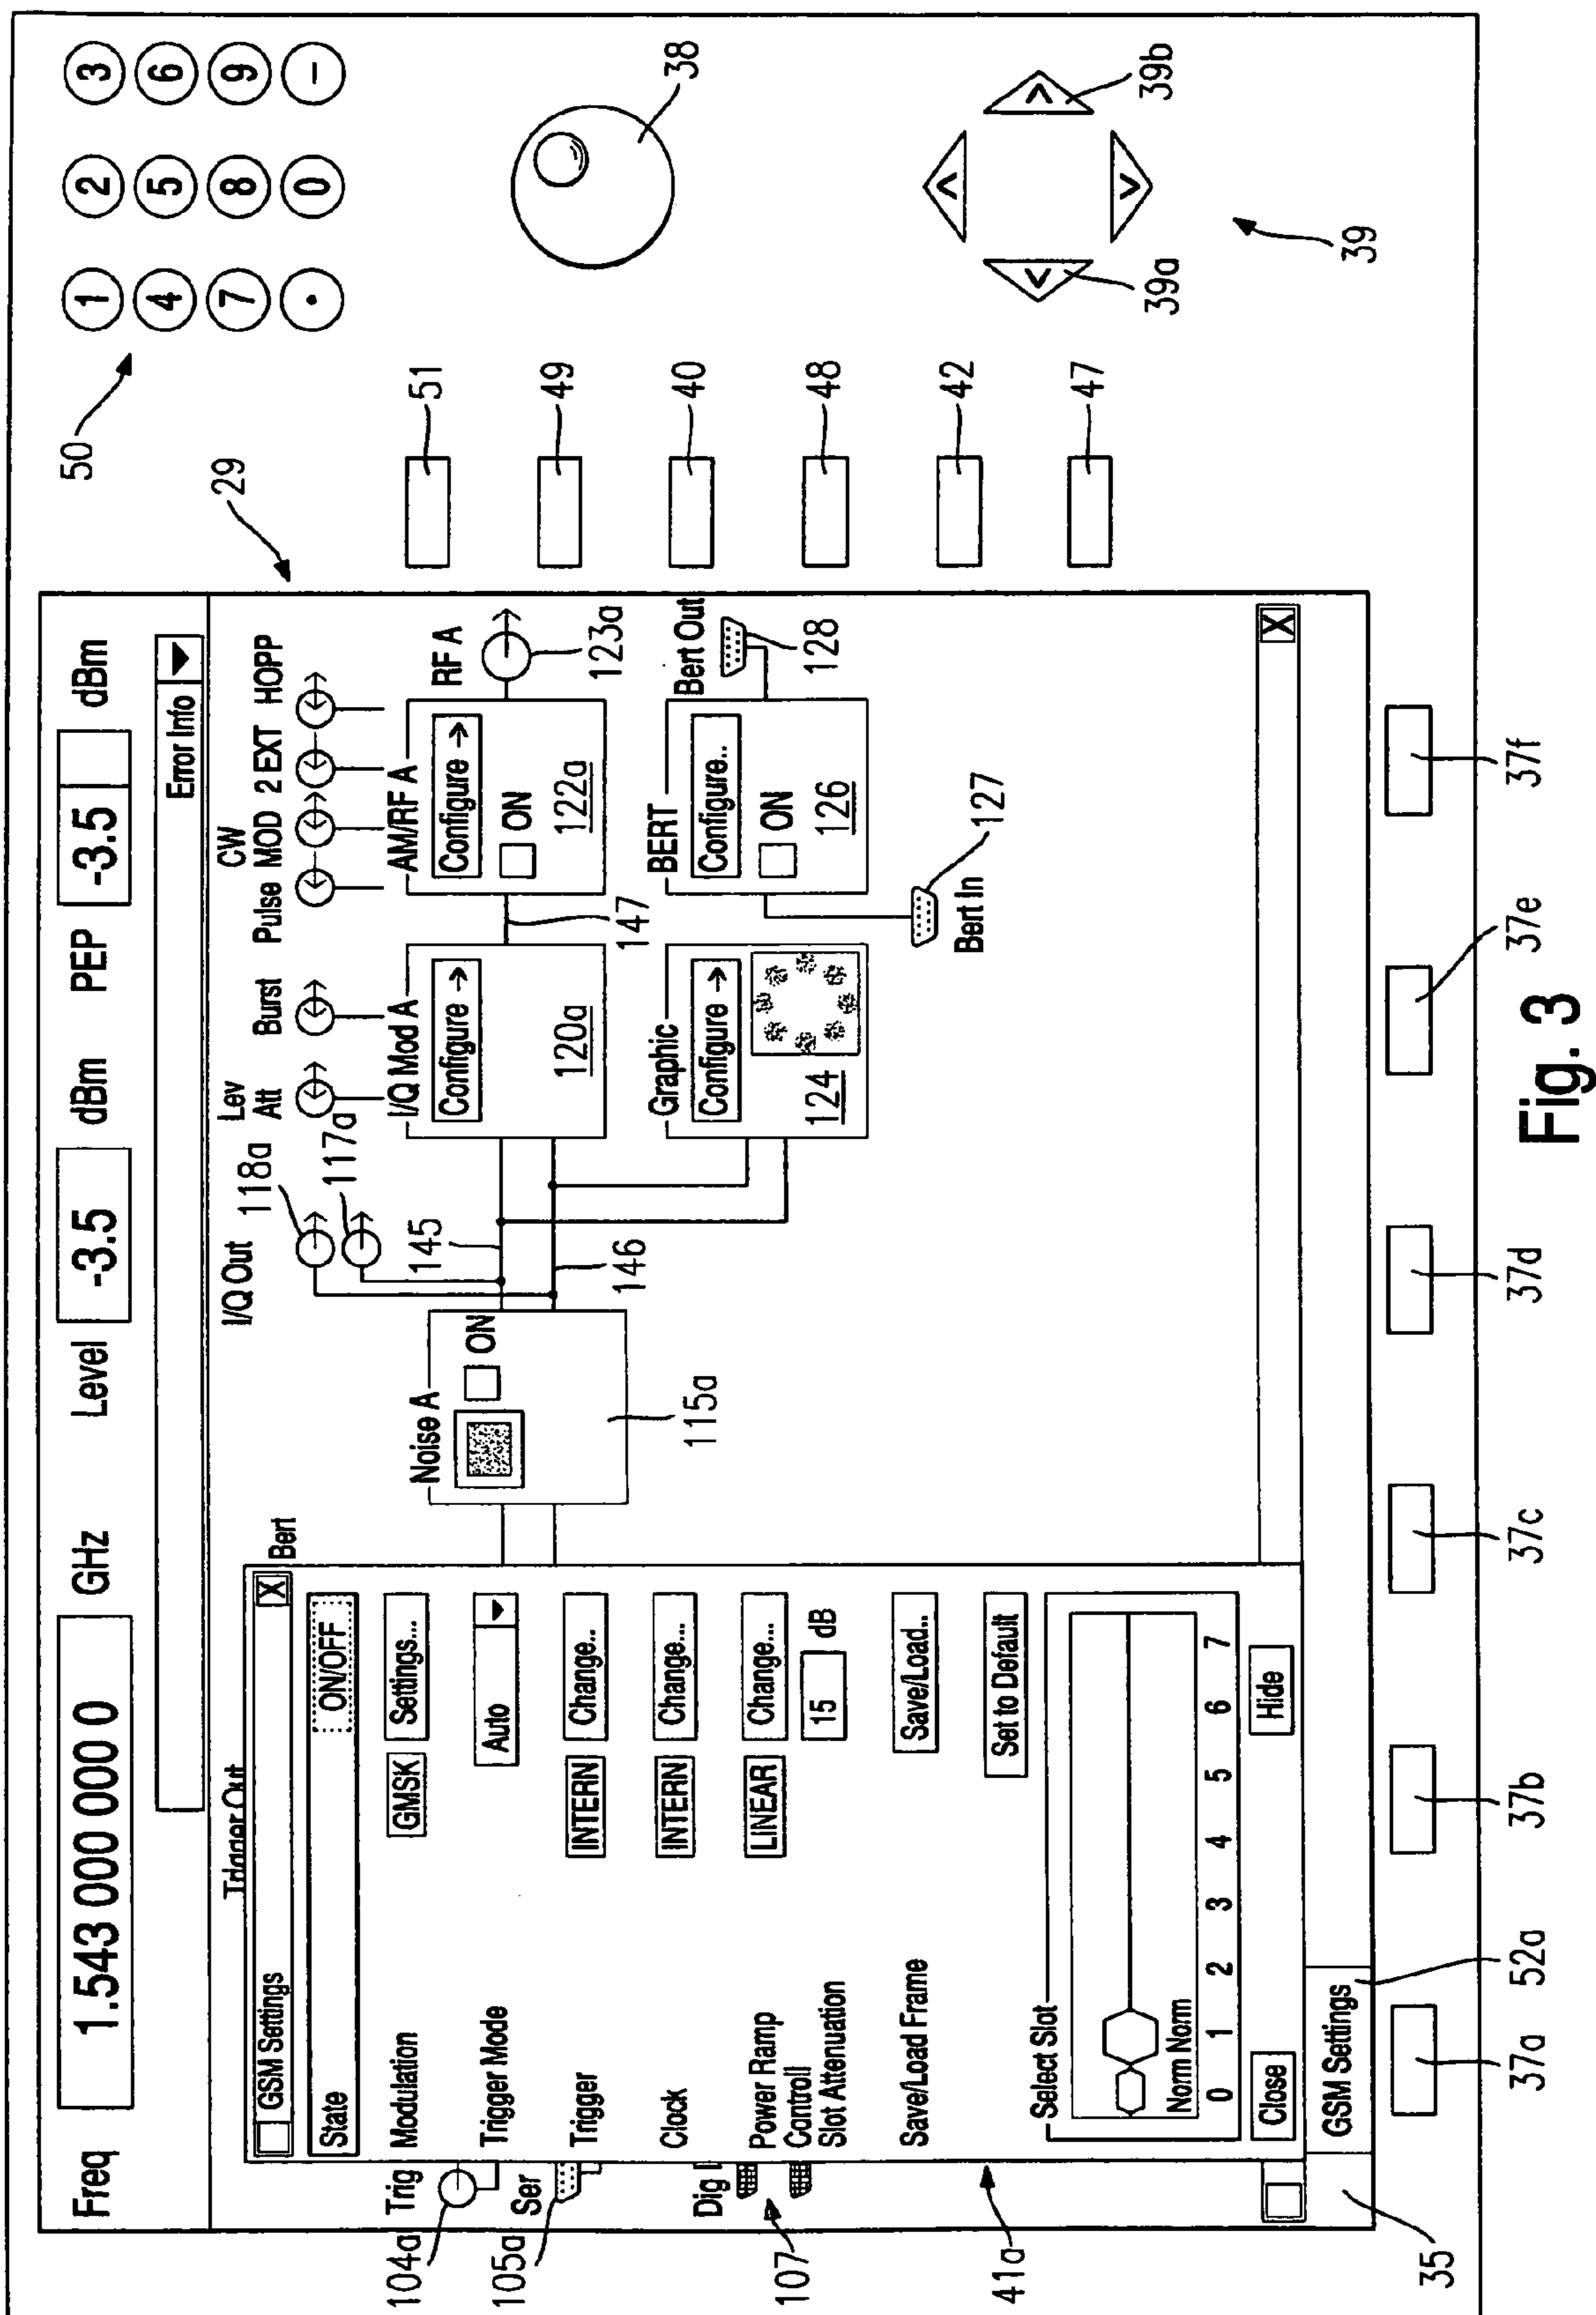 Freq 1.543 000 000 0 GHz Level -3.5 dBm PEP -3.5 dBm
Error Info
50
1 2 3
4 5 6
7 8 9
. 0 -
29
Trigger Out
Bert
I/Q Out
118a
117a
Lev Att
Burst
Pulse
CW MOD
2 EXT
HOPP
GSM Settings X
State ON/OFF
Modulation GMSK Settings...
Trigger Mode Auto
Trigger INTERN Change..
Clock INTERN Change...
Power Ramp LINEAR Change...
Controll
Slot Attenuation 15 dB
Save/Load Frame Save/Load..
Set to Default
Select Slot
Norm Norm
0 1 2 3 4 5 6 7
Close Hide
104a Trig
105a Ser
Dig I
107
41a
35
GSM Settings
52a
Noise A
ON
115a
145
146
I/Q Mod A
Configure →
120a
147
AM/RF A
Configure →
ON
122a
RF A
123a
Graphic
Configure →
124
BERT
Configure..
ON
126
Bert Out
128
127
Bert In
X
51
49
40
48
42
47
38
39a
39b
39
37a 37b 37c 37d 37e 37f
Fig. 3